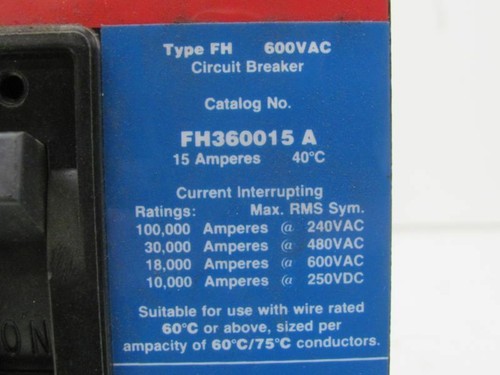 Type FH 600VAC
Circuit Breaker
Catalog No.
FH360015 A
15 Amperes 40°C
Current Interrupting
Ratings: Max. RMS Sym.
100,000 Amperes @ 240VAC
30,000 Amperes @ 480VAC
18,000 Amperes @ 600VAC
10,000 Amperes @ 250VDC
Suitable for use with wire rated
60°C or above, sized per
ampacity of 60°C/75°C conductors.
ON